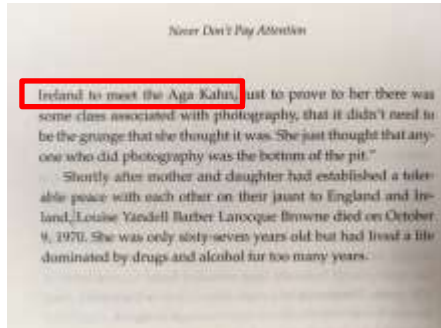 Never Don't Pay Attention
Ireland to meet the Aga Kahn, just to prove to her there was
some class associated with photography, that it didn't need to
be the grunge that she thought it was. She just thought that any-
one who did photography was the bottom of the pit."
Shortly after mother and daughter had established a toler-
able peace with each other on their jaunt to England and Ire-
land, Louise Yandell Barber Larocque Browne died on October
9, 1970. She was only sixty-seven years old but had lived a life
dominated by drugs and alcohol for too many years.